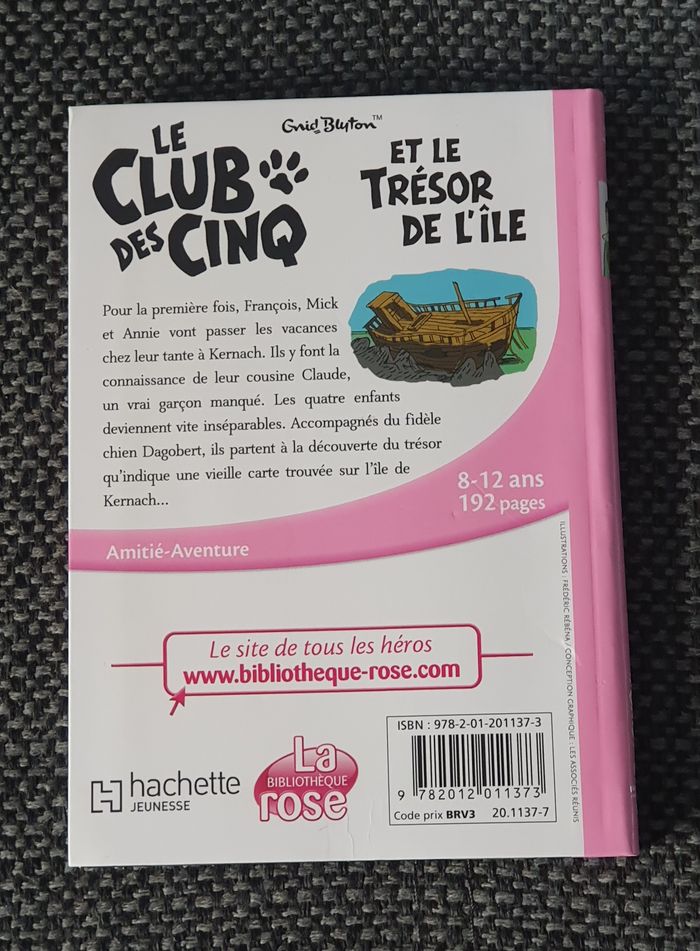 Enid Blyton™
LE
CLUB
DES CINQ
ET LE
TRÉSOR
DE L'ÎLE
Pour la première fois, François, Mick
et Annie vont passer les vacances
chez leur tante à Kernach. Ils y font la
connaissance de leur cousine Claude,
un vrai garçon manqué. Les quatre enfants
deviennent vite inséparables. Accompagnés du fidèle
chien Dagobert, ils partent à la découverte du trésor
qu'indique une vieille carte trouvée sur l'île de
Kernach...
8-12 ans
192 pages
Amitié-Aventure
ILLUSTRATIONS : FRÉDÉRIC RÉBÉNA / CONCEPTION GRAPHIQUE : LES ASSOCIÉS RÉUNIS
Le site de tous les héros
www.bibliotheque-rose.com
hachette
JEUNESSE
La
BIBLIOTHÈQUE
rose
ISBN : 978-2-01-201137-3
9 782012 011373
Code prix BRV3 20.1137-7